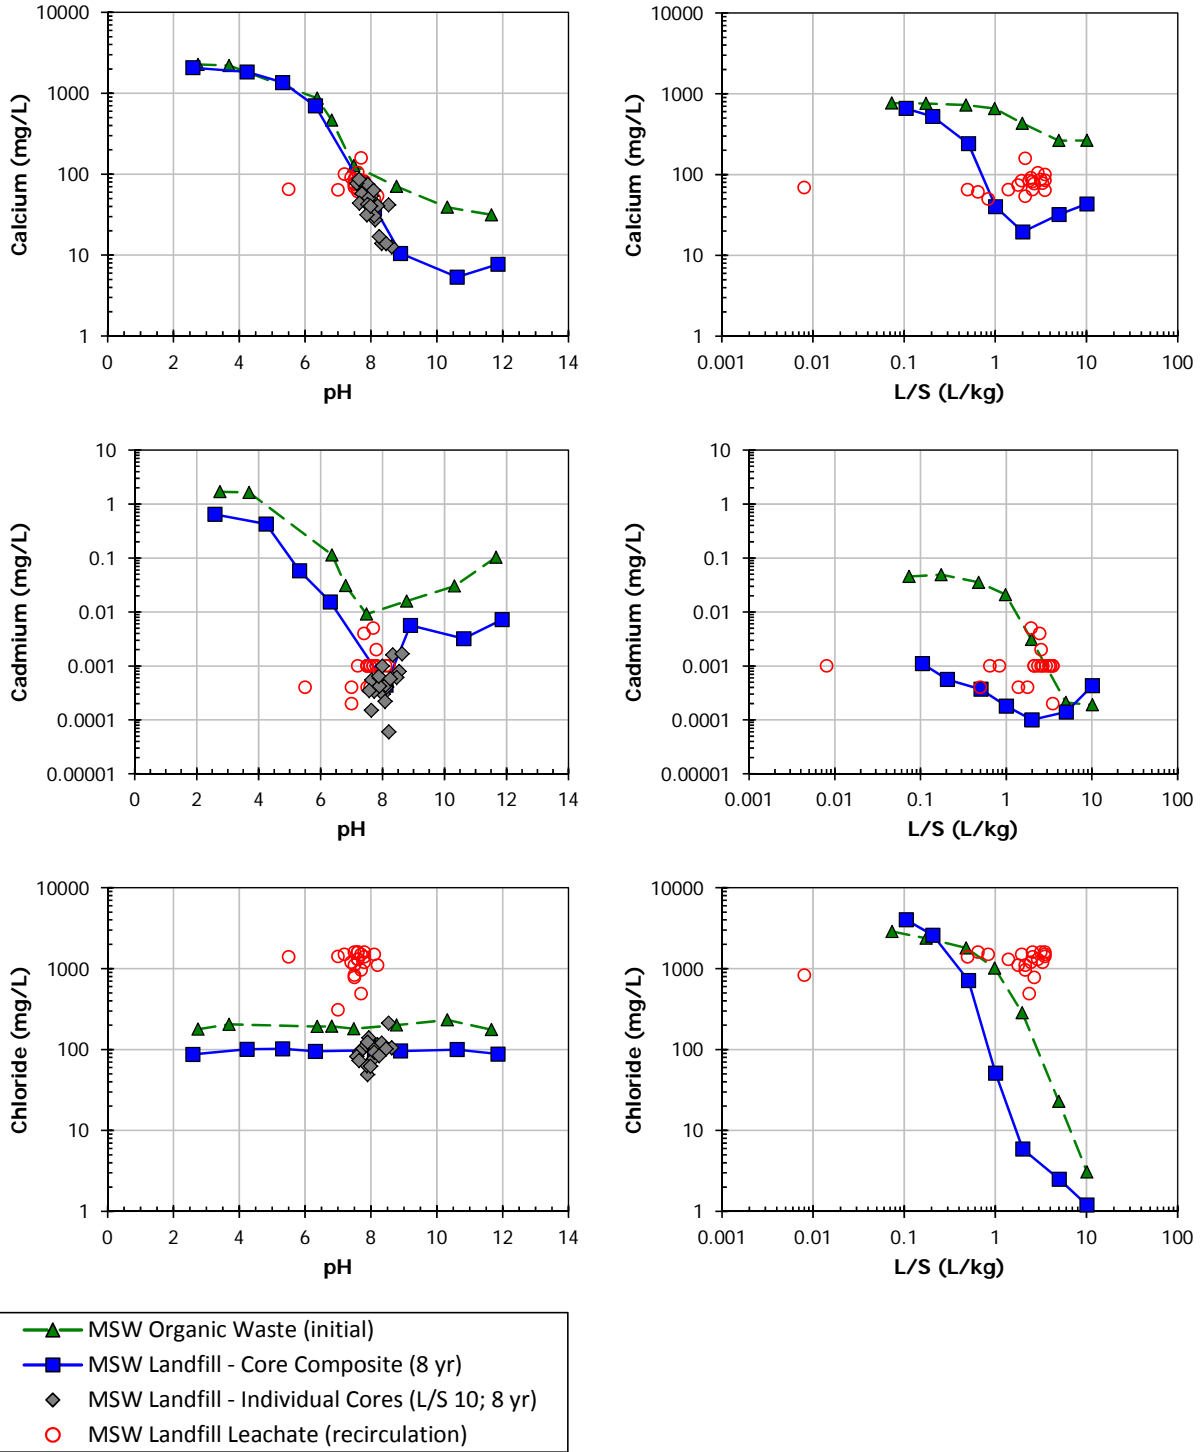 10000
1000
100
10
1
Calcium (mg/L)
0 2 4 6 8 10 12 14
pH
10000
1000
100
10
1
Calcium (mg/L)
0.001 0.01 0.1 1 10 100
L/S (L/kg)
10
1
0.1
0.01
0.001
0.0001
0.00001
Cadmium (mg/L)
0 2 4 6 8 10 12 14
pH
10
1
0.1
0.01
0.001
0.0001
0.00001
Cadmium (mg/L)
0.001 0.01 0.1 1 10 100
L/S (L/kg)
10000
1000
100
10
1
Chloride (mg/L)
0 2 4 6 8 10 12 14
pH
10000
1000
100
10
1
Chloride (mg/L)
0.001 0.01 0.1 1 10 100
L/S (L/kg)
MSW Organic Waste (initial)
MSW Landfill - Core Composite (8 yr)
MSW Landfill - Individual Cores (L/S 10; 8 yr)
MSW Landfill Leachate (recirculation)